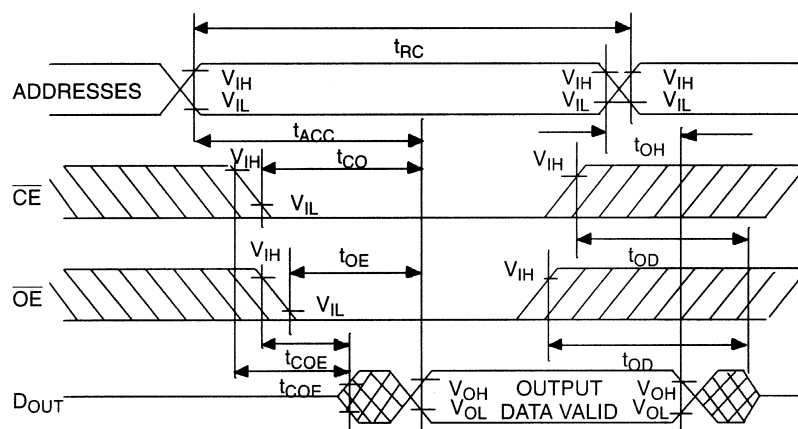 tRC
ADDRESSES
VIH
VIL
VIH
VIL
VIH
VIL
tACC
tCO
tOH
CE
VIH
VIL
VIH
tOD
OE
VIH
VIL
tOE
VIH
tOD
tCOE
tCOE
DOUT
VOH
VOL
OUTPUT
DATA VALID
VOH
VOL